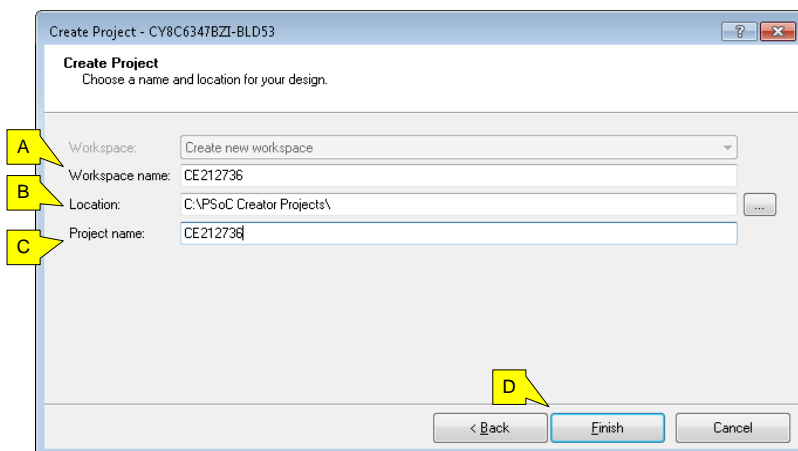 Create Project - CY8C6347BZI-BLD53
?
Create Project
Choose a name and location for your design.
A
Workspace: Create new workspace
Workspace name: CE212736
B
Location: C:\PSoC Creator Projects\ ...
C
Project name: CE212736
D
< Back Finish Cancel